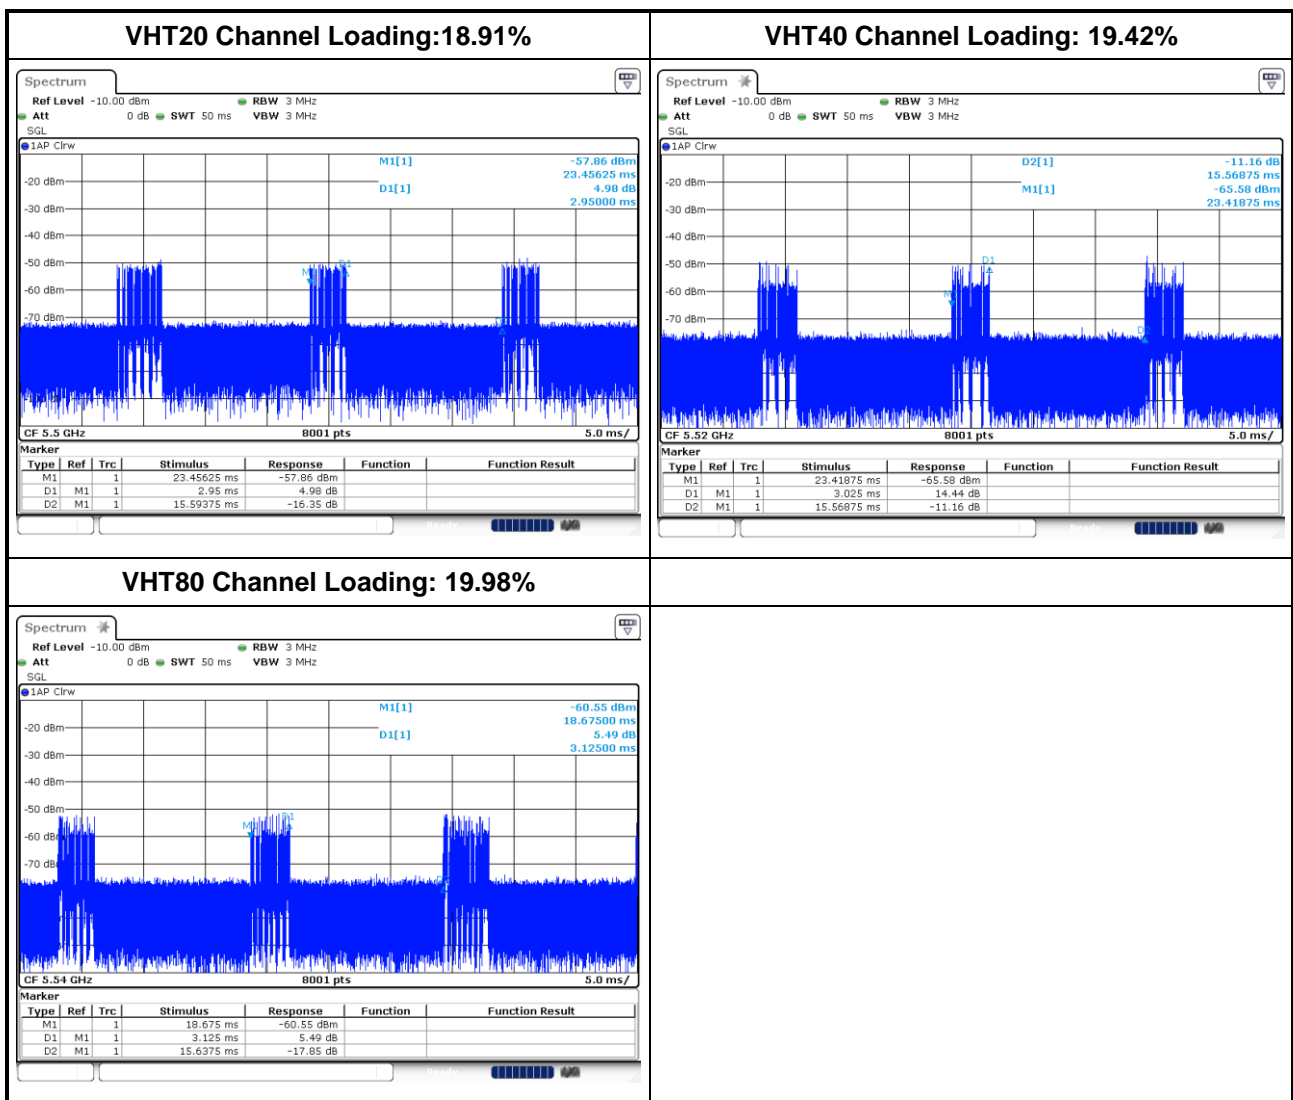 VHT20 Channel Loading:18.91%
Spectrum
Ref Level -10.00 dBm RBW 3 MHz
Att 0 dB SWT 50 ms VBW 3 MHz
SGL
1AP Clrw
M1[1] -57.86 dBm
23.45625 ms
D1[1] 4.98 dB
2.95000 ms
-20 dBm
-30 dBm
-40 dBm
-50 dBm
-60 dBm
-70 dBm
D1
CF 5.5 GHz 8001 pts 5.0 ms/
Marker
Type Ref Trc Stimulus Response Function Function Result
M1 1 23.45625 ms -57.86 dBm
D1 M1 1 2.95 ms 4.98 dB
D2 M1 1 15.59375 ms -16.35 dB
VHT40 Channel Loading: 19.42%
Spectrum
Ref Level -10.00 dBm RBW 3 MHz
Att 0 dB SWT 50 ms VBW 3 MHz
SGL
1AP Clrw
D2[1] -11.16 dB
15.56875 ms
M1[1] -65.58 dBm
23.41875 ms
-20 dBm
-30 dBm
-40 dBm
-50 dBm
-60 dBm
-70 dBm
D1
D2
CF 5.52 GHz 8001 pts 5.0 ms/
Marker
Type Ref Trc Stimulus Response Function Function Result
M1 1 23.41875 ms -65.58 dBm
D1 M1 1 3.025 ms 14.44 dB
D2 M1 1 15.56875 ms -11.16 dB
VHT80 Channel Loading: 19.98%
Spectrum
Ref Level -10.00 dBm RBW 3 MHz
Att 0 dB SWT 50 ms VBW 3 MHz
SGL
1AP Clrw
M1[1] -60.55 dBm
18.67500 ms
D1[1] 5.49 dB
3.12500 ms
-20 dBm
-30 dBm
-40 dBm
-50 dBm
-60 dBm
-70 dBm
D1
CF 5.54 GHz 8001 pts 5.0 ms/
Marker
Type Ref Trc Stimulus Response Function Function Result
M1 1 18.675 ms -60.55 dBm
D1 M1 1 3.125 ms 5.49 dB
D2 M1 1 15.6375 ms -17.85 dB